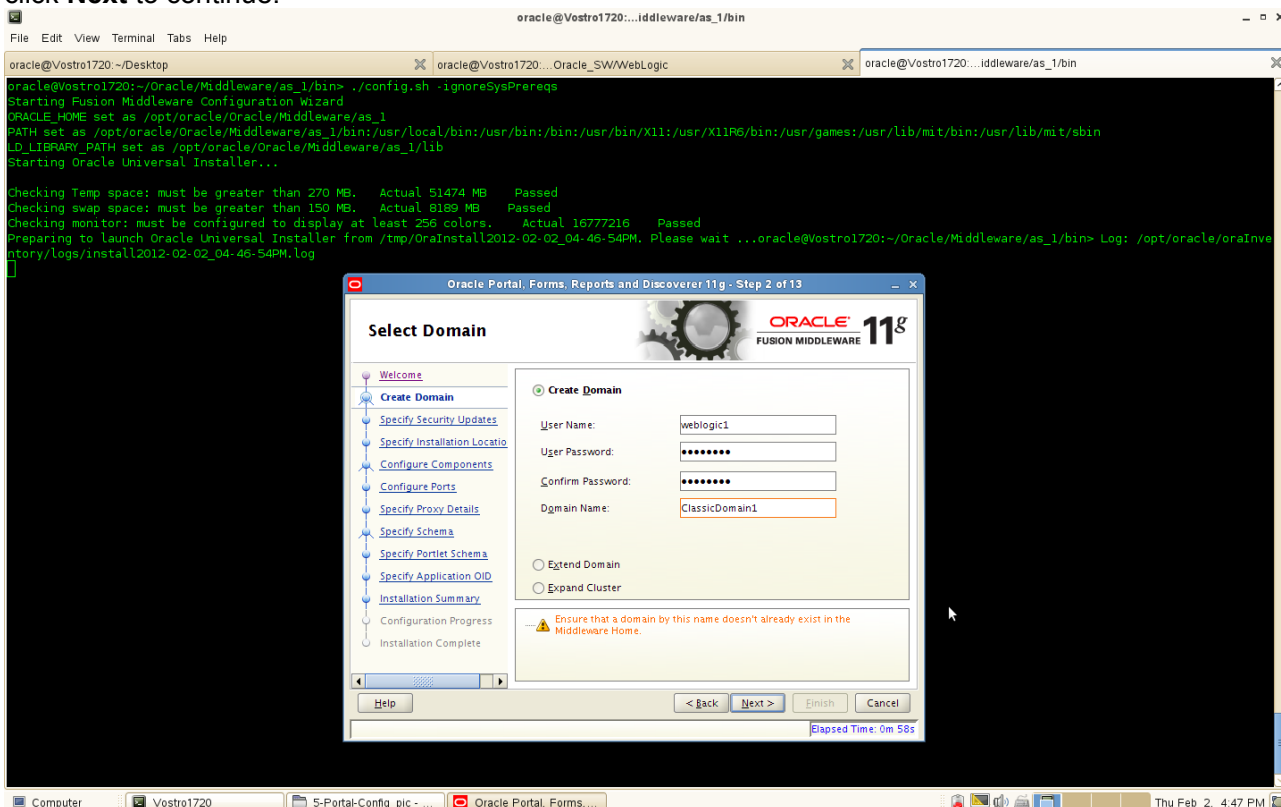 click Next to continue.
oracle@Vostro1720:...iddleware/as_1/bin
File Edit View Terminal Tabs Help
oracle@Vostro1720:~/Desktop
oracle@Vostro1720:...Oracle_SW/WebLogic
oracle@Vostro1720:...iddleware/as_1/bin
oracle@Vostro1720:~/Oracle/Middleware/as_1/bin> ./config.sh -ignoreSysPrereqs
Starting Fusion Middleware Configuration Wizard
ORACLE_HOME set as /opt/oracle/Oracle/Middleware/as_1
PATH set as /opt/oracle/Oracle/Middleware/as_1/bin:/usr/local/bin:/usr/bin:/bin:/usr/bin/X11:/usr/X11R6/bin:/usr/games:/usr/lib/mit/bin:/usr/lib/mit/sbin
LD_LIBRARY_PATH set as /opt/oracle/Oracle/Middleware/as_1/lib
Starting Oracle Universal Installer...
Checking Temp space: must be greater than 270 MB. Actual 51474 MB Passed
Checking swap space: must be greater than 150 MB. Actual 8189 MB Passed
Checking monitor: must be configured to display at least 256 colors. Actual 16777216 Passed
Preparing to launch Oracle Universal Installer from /tmp/OraInstall2012-02-02_04-46-54PM. Please wait ...oracle@Vostro1720:~/Oracle/Middleware/as_1/bin> Log: /opt/oracle/oraInve
ntory/logs/install2012-02-02_04-46-54PM.log
Oracle Portal, Forms, Reports and Discoverer 11g - Step 2 of 13
Select Domain
ORACLE
FUSION MIDDLEWARE 11g
Welcome
Create Domain
Specify Security Updates
Specify Installation Locatio
Configure Components
Configure Ports
Specify Proxy Details
Specify Schema
Specify Portlet Schema
Specify Application OID
Installation Summary
Configuration Progress
Installation Complete
Create Domain
User Name: weblogic1
User Password: ••••••••
Confirm Password: ••••••••
Domain Name: ClassicDomain1
Extend Domain
Expand Cluster
Ensure that a domain by this name doesn't already exist in the
Middleware Home.
Help
< Back
Next >
Finish
Cancel
Elapsed Time: 0m 58s
Computer
Vostro1720
5-Portal-Config_pic - ...
Oracle Portal, Forms,...
Thu Feb 2, 4:47 PM